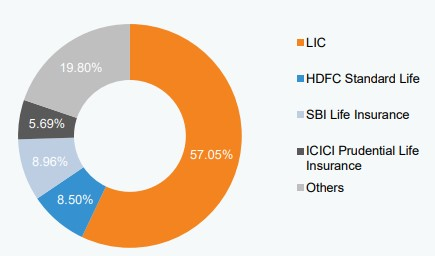 LIC
HDFC Standard Life
SBI Life Insurance
ICICI Prudential Life
Insurance
Others
19.80%
5.69%
8.96%
8.50%
57.05%